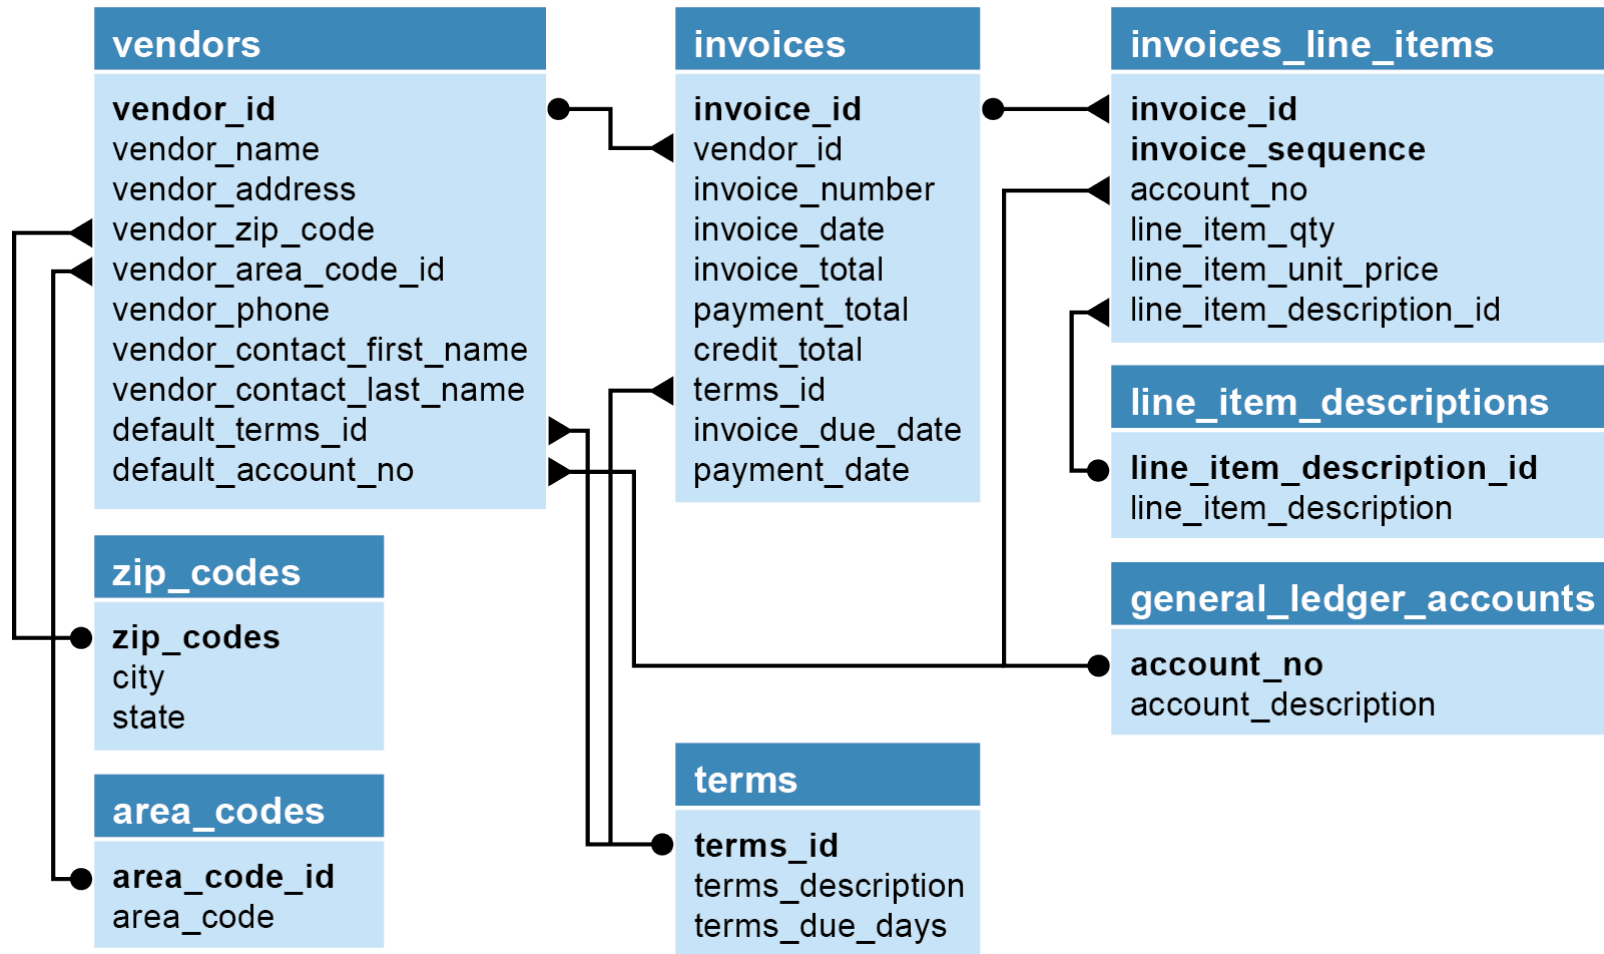 vendors
vendor_id
vendor_name
vendor_address
vendor_zip_code
vendor_area_code_id
vendor_phone
vendor_contact_first_name
vendor_contact_last_name
default_terms_id
default_account_no
zip_codes
zip_codes
city
state
area_codes
area_code_id
area_code
invoices
invoice_id
vendor_id
invoice_number
invoice_date
invoice_total
payment_total
credit_total
terms_id
invoice_due_date
payment_date
terms
terms_id
terms_description
terms_due_days
invoices_line_items
invoice_id
invoice_sequence
account_no
line_item_qty
line_item_unit_price
line_item_description_id
line_item_descriptions
line_item_description_id
line_item_description
general_ledger_accounts
account_no
account_description